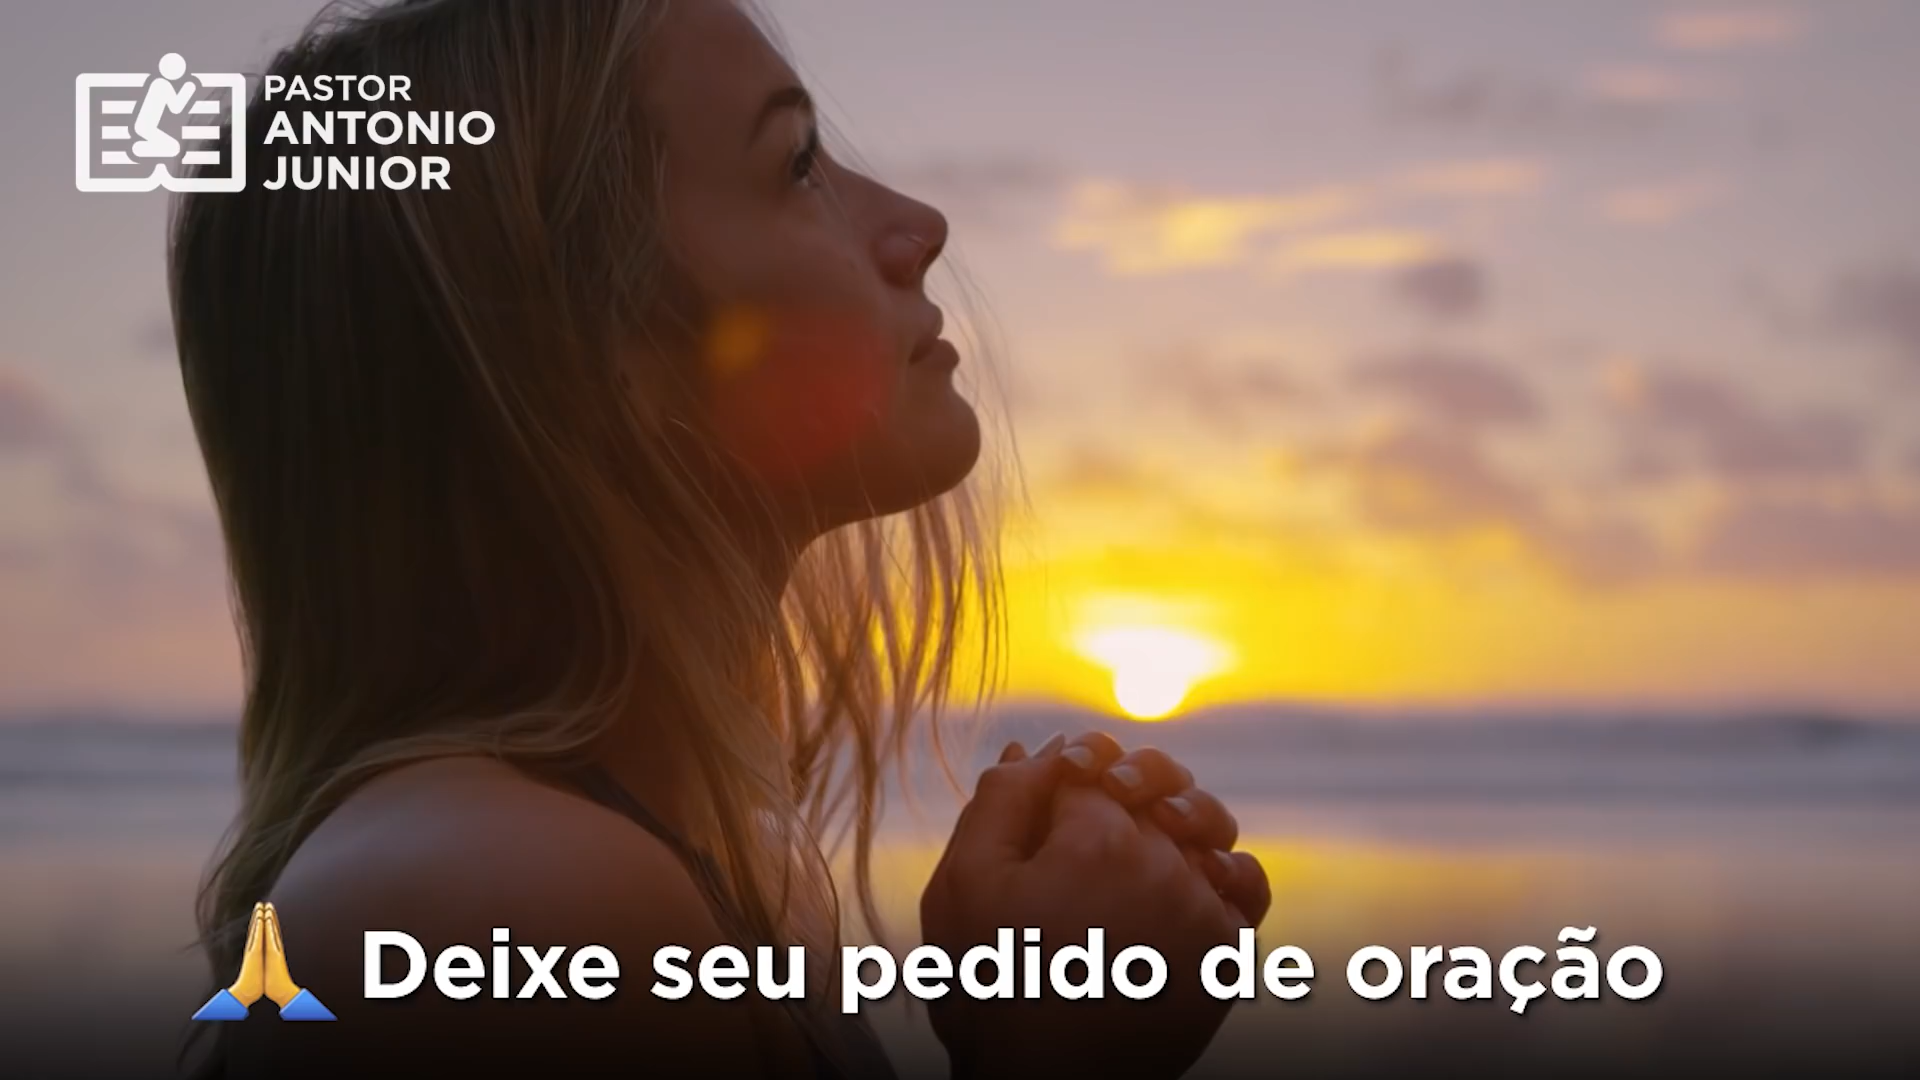 PASTOR
ANTONIO
JUNIOR
🙏 Deixe seu pedido de oração